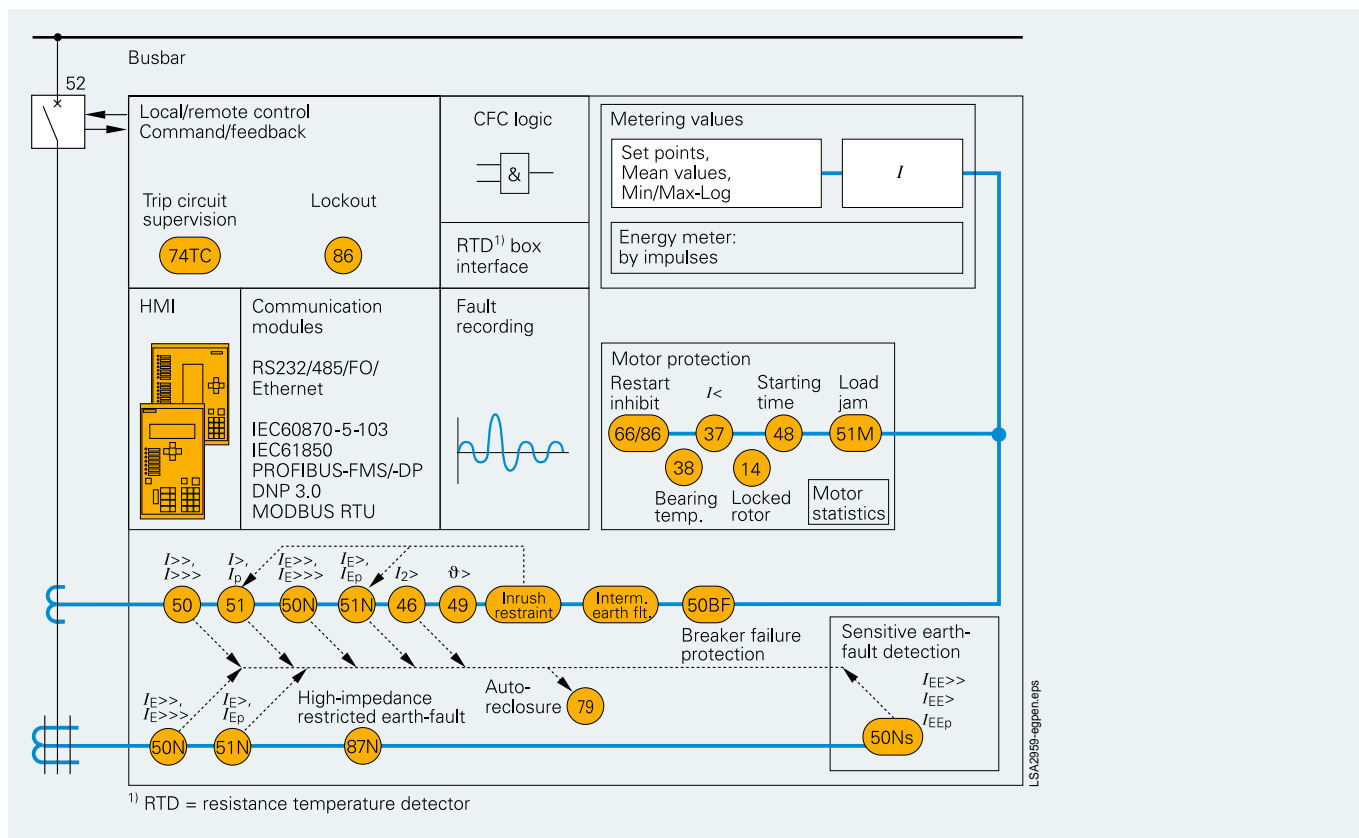 Busbar
52
Local/remote control
Command/feedback
Trip circuit
supervision
Lockout
74TC
86
CFC logic
&
RTD1) box
interface
Metering values
Set points,
Mean values,
Min/Max-Log
I
Energy meter:
by impulses
HMI
Communication
modules
RS232/485/FO/
Ethernet
IEC60870-5-103
IEC61850
PROFIBUS-FMS/-DP
DNP 3.0
MODBUS RTU
Fault
recording
Motor protection
Restart
inhibit
I<
Starting
time
Load
jam
66/86
37
48
51M
38
14
Bearing
temp.
Locked
rotor
Motor
statistics
I>>,
I>>>
I>,
Ip
IE>>,
IE>>>
IE>,
IEp
I2>
ϑ>
50
51
50N
51N
46
49
Inrush
restraint
Interm.
earth flt.
50BF
Breaker failure
protection
Sensitive earth-
fault detection
IEE>>
IEE>
IEEp
50Ns
IE>>,
IE>>>
IE>,
IEp
High-impedance
restricted earth-fault
Auto-
reclosure
79
50N
51N
87N
LSA2959-egpen.eps
1) RTD = resistance temperature detector